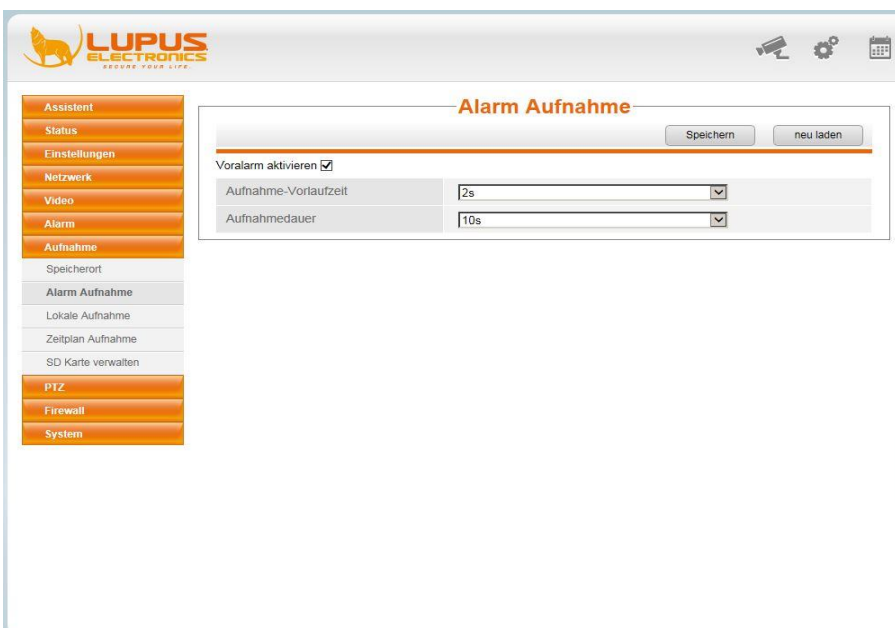 LUPUS
ELECTRONICS
SECURE YOUR LIFE
Assistent
Status
Einstellungen
Netzwerk
Video
Alarm
Aufnahme
Speicherort
Alarm Aufnahme
Lokale Aufnahme
Zeitplan Aufnahme
SD Karte verwalten
PTZ
Firewall
System
Alarm Aufnahme
Speichern neu laden
Voralarm aktivieren
Aufnahme-Vorlaufzeit 2s
Aufnahmedauer 10s